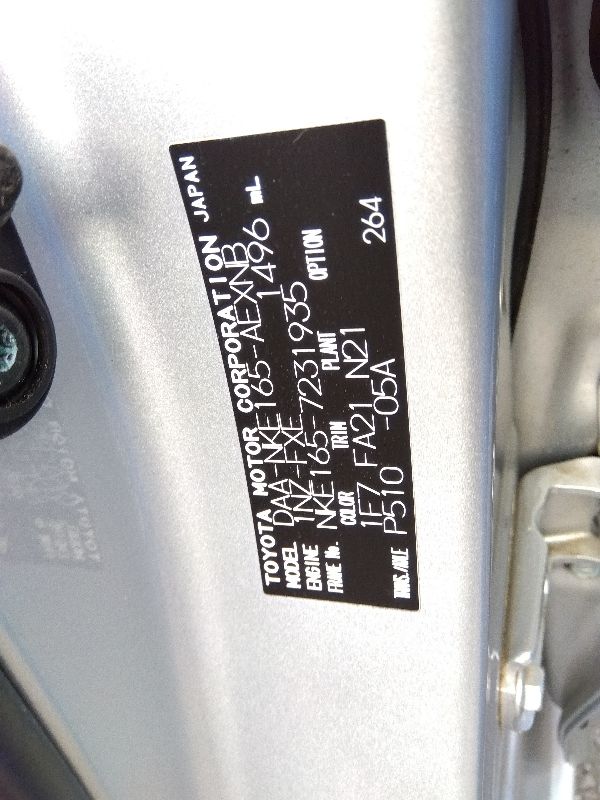 TOYOTA MOTOR CORPORATION JAPAN
MODEL DAA-NKE165-AEXNB
ENGINE 1NZ-FXE 1496 mL
FRAME No. NKE165-7231935
COLOR TRIM PLANT OPTION
1F7 FA21 N21
TRANS./AXLE P510 -05A 264